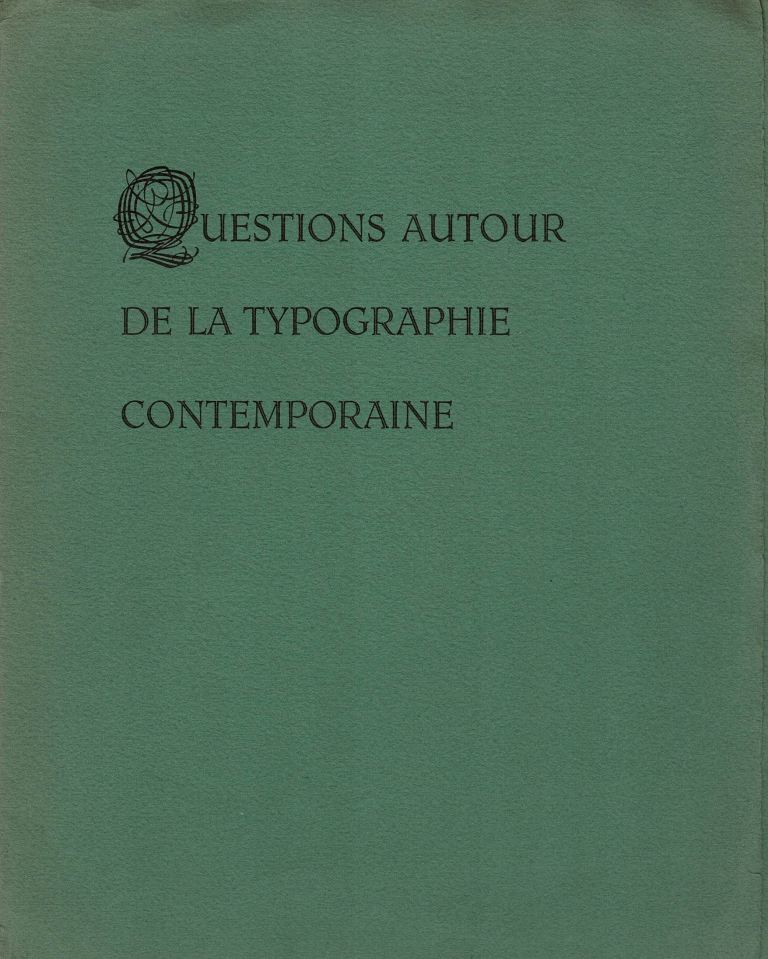 QUESTIONS AUTOUR
DE LA TYPOGRAPHIE
CONTEMPORAINE